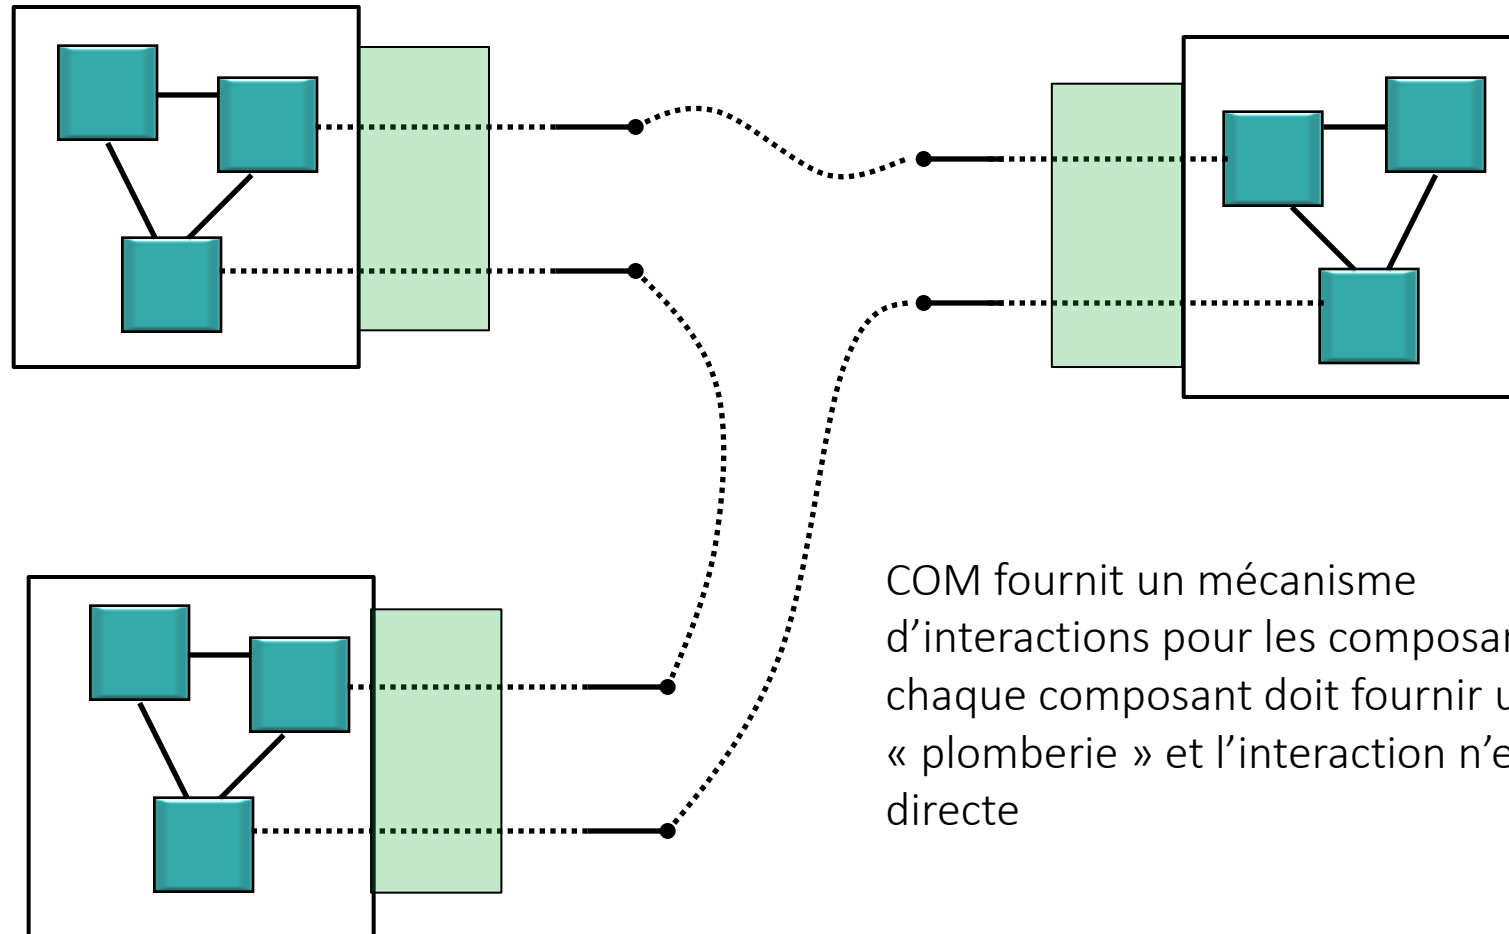 COM fournit un mécanisme
d’interactions pour les composan
chaque composant doit fournir u
« plomberie » et l’interaction n’e
directe